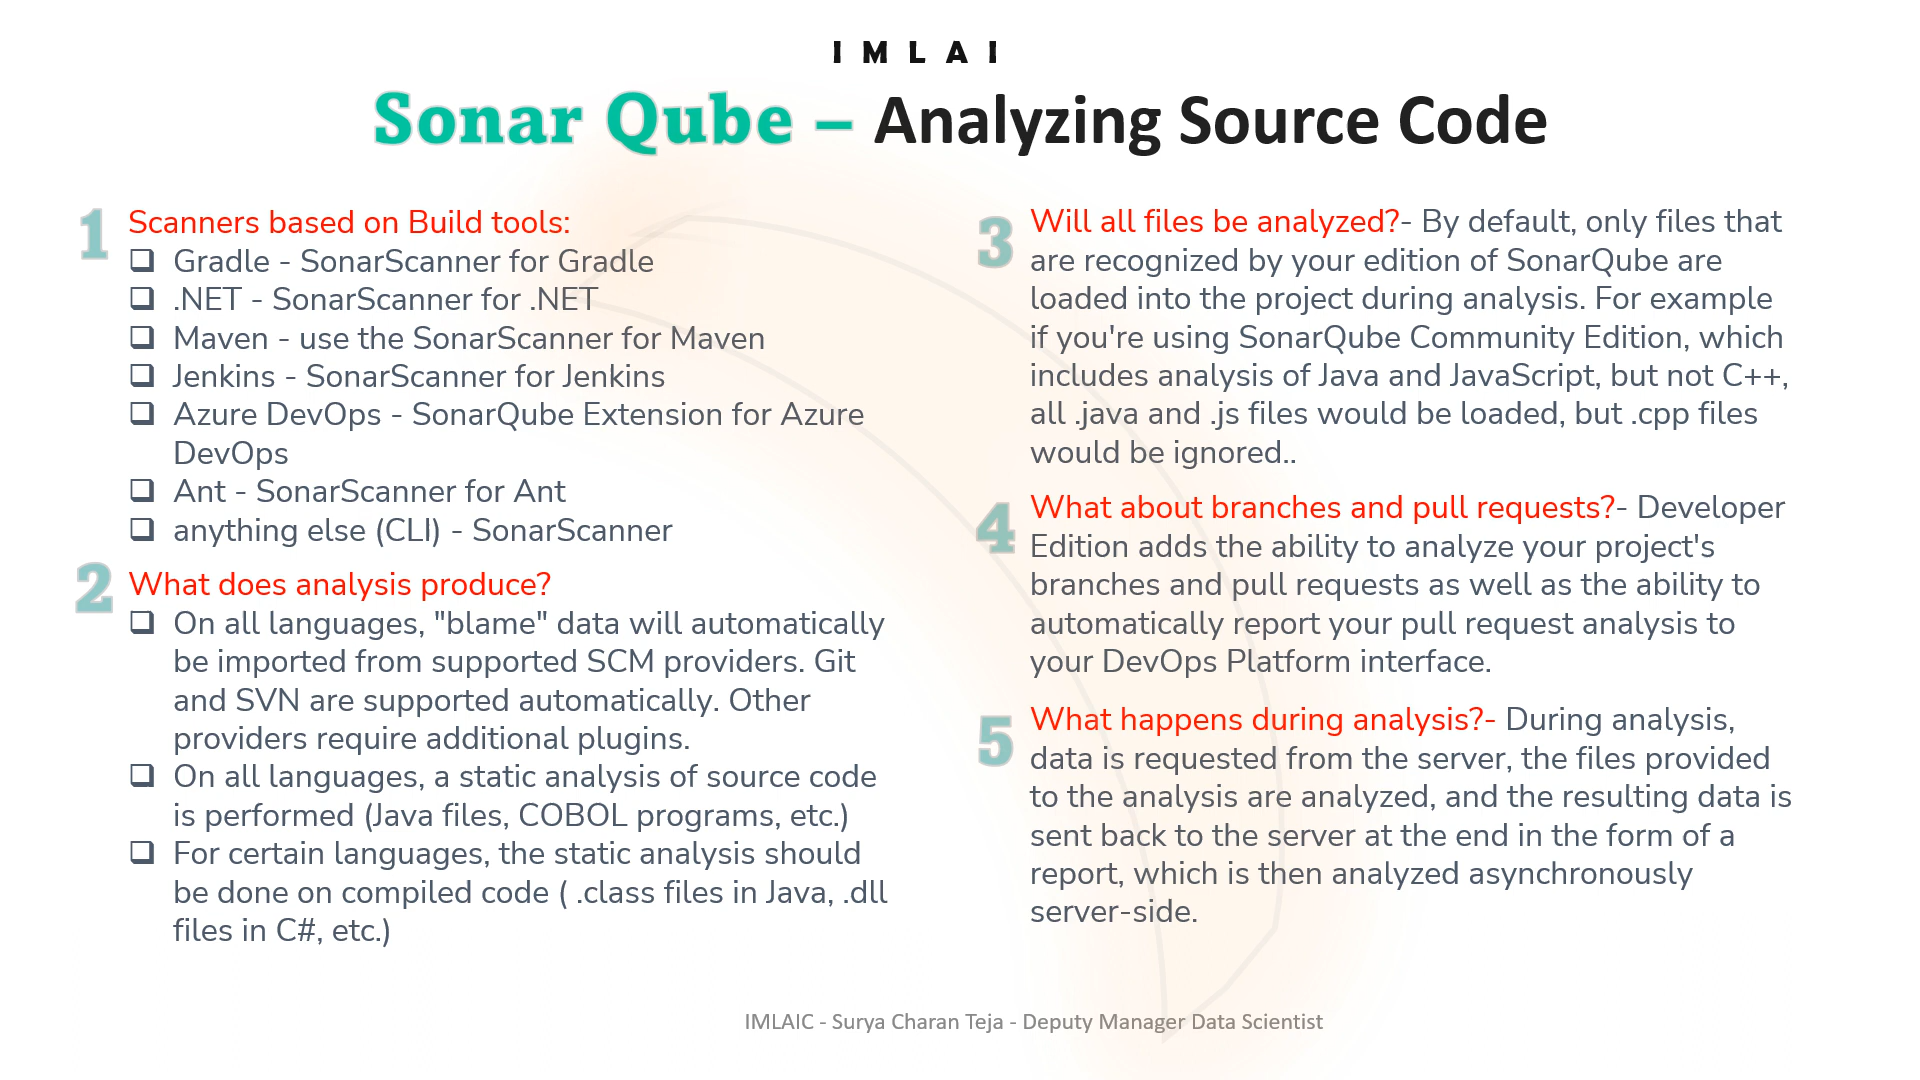 IMLAI
Sonar Qube – Analyzing Source Code
1
Scanners based on Build tools:
❑ Gradle - SonarScanner for Gradle
❑ .NET - SonarScanner for .NET
❑ Maven - use the SonarScanner for Maven
❑ Jenkins - SonarScanner for Jenkins
❑ Azure DevOps - SonarQube Extension for Azure
DevOps
❑ Ant - SonarScanner for Ant
❑ anything else (CLI) - SonarScanner
2
What does analysis produce?
❑ On all languages, "blame" data will automatically
be imported from supported SCM providers. Git
and SVN are supported automatically. Other
providers require additional plugins.
❑ On all languages, a static analysis of source code
is performed (Java files, COBOL programs, etc.)
❑ For certain languages, the static analysis should
be done on compiled code ( .class files in Java, .dll
files in C#, etc.)
3
Will all files be analyzed?- By default, only files that
are recognized by your edition of SonarQube are
loaded into the project during analysis. For example
if you're using SonarQube Community Edition, which
includes analysis of Java and JavaScript, but not C++,
all .java and .js files would be loaded, but .cpp files
would be ignored..
4
What about branches and pull requests?- Developer
Edition adds the ability to analyze your project's
branches and pull requests as well as the ability to
automatically report your pull request analysis to
your DevOps Platform interface.
5
What happens during analysis?- During analysis,
data is requested from the server, the files provided
to the analysis are analyzed, and the resulting data is
sent back to the server at the end in the form of a
report, which is then analyzed asynchronously
server-side.
IMLAIC - Surya Charan Teja - Deputy Manager Data Scientist